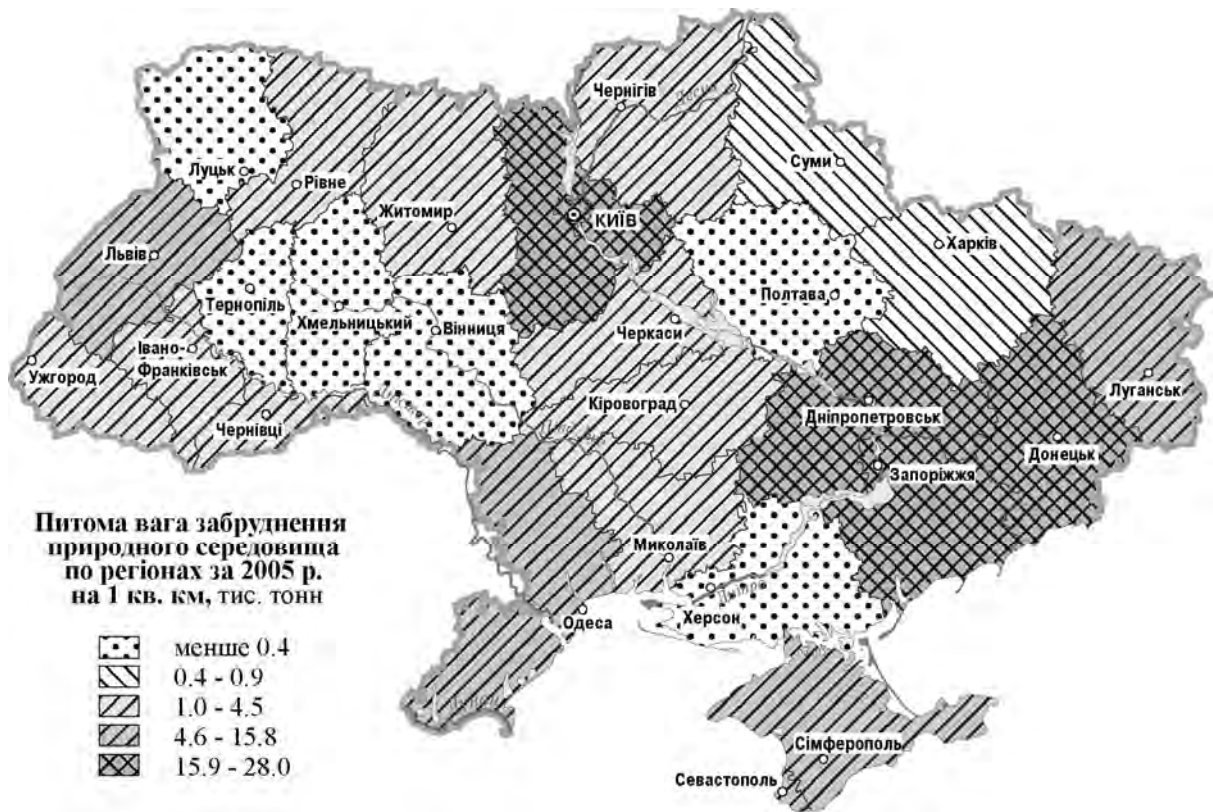 Чернігів
Десна
Суми
Луцьк
Рівне
Житомир
КИЇВ
Харків
Львів
Тернопіль
Хмельницький
Вінниця
Полтава
Черкаси
Івано-
Франківськ
Ужгород
Чернівці
Кіровоград
Дніпропетровськ
Луганськ
Донецьк
Запоріжжя
Миколаїв
Херсон
Дніпро
Одеса
Сімферополь
Севастополь
Питома вага забруднення
природного середовища
по регіонах за 2005 р.
на 1 кв. км, тис. тонн
менше 0.4
0.4 - 0.9
1.0 - 4.5
4.6 - 15.8
15.9 - 28.0